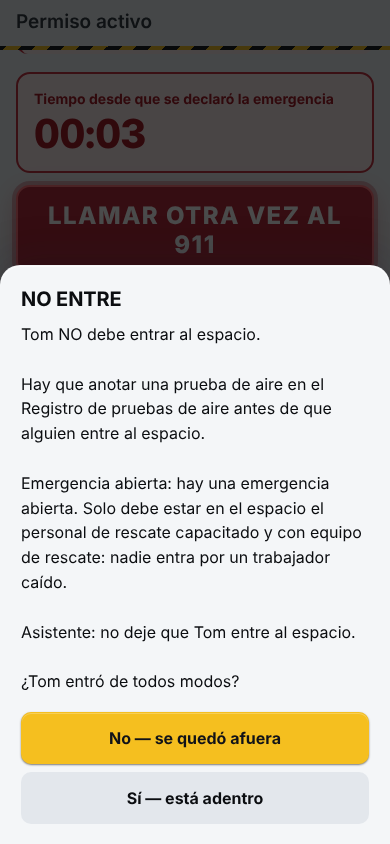 Permiso activo
Tiempo desde que se declaró la emergencia
00:03
LLAMAR OTRA VEZ AL
911
NO ENTRE
Tom NO debe entrar al espacio.
Hay que anotar una prueba de aire en el
Registro de pruebas de aire antes de que
alguien entre al espacio.
Emergencia abierta: hay una emergencia
abierta. Solo debe estar en el espacio el
personal de rescate capacitado y con equipo
de rescate: nadie entra por un trabajador
caído.
Asistente: no deje que Tom entre al espacio.
¿Tom entró de todos modos?
No — se quedó afuera
Sí — está adentro